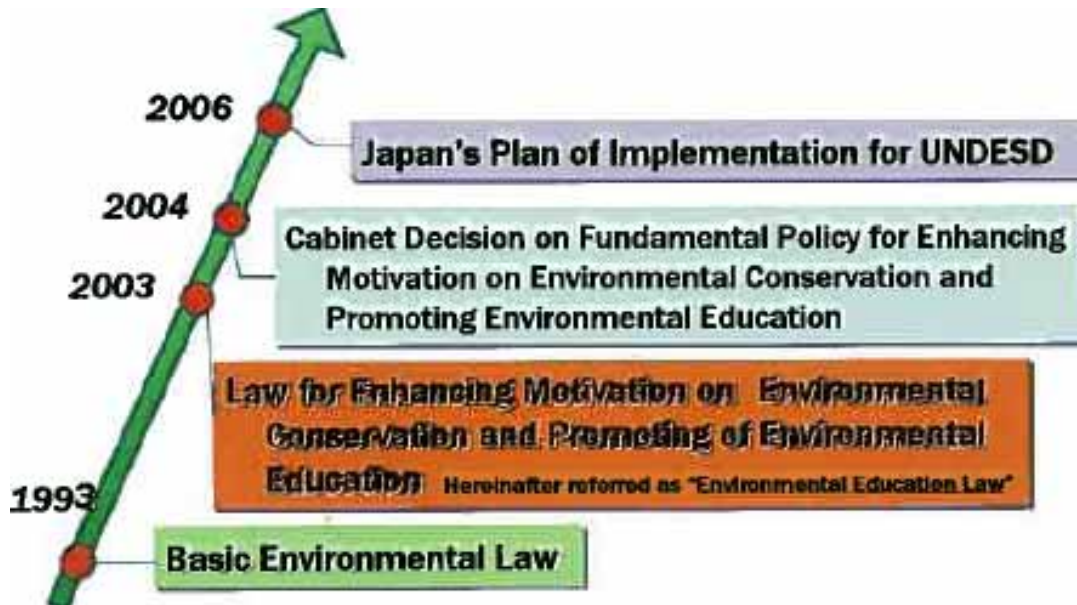 2006
Japan's Plan of Implementation for UNDESD
2004
Cabinet Decision on Fundamental Policy for Enhancing
Motivation on Environmental Conservation and
Promoting Environmental Education
2003
Law for Enhancing Motivation on Environmental
Conservation and Promoting of Environmental
Education Hereinafter referred as "Environmental Education Law"
1993
Basic Environmental Law